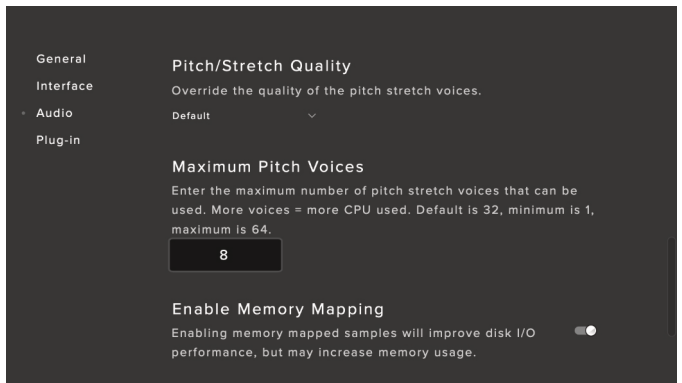 General
Interface
Audio
Plug-in
Pitch/Stretch Quality
Override the quality of the pitch stretch voices.
Default
Maximum Pitch Voices
Enter the maximum number of pitch stretch voices that can be
used. More voices = more CPU used. Default is 32, minimum is 1,
maximum is 64.
8
Enable Memory Mapping
Enabling memory mapped samples will improve disk I/O
performance, but may increase memory usage.